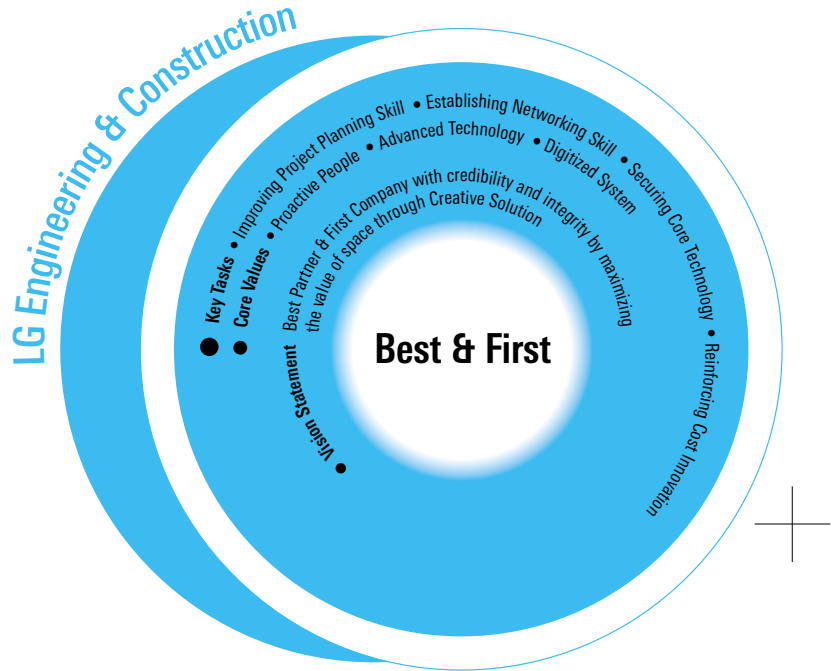 LG Engineering & Construction
● Key Tasks • Improving Project Planning Skill • Establishing Networking Skill • Securing Core Technology • Reinforcing Cost Innovation
● Core Values • Proactive People • Advanced Technology • Digitized System
● Vision Statement Best Partner & First Company with credibility and integrity by maximizing
the value of space through Creative Solution
Best & First